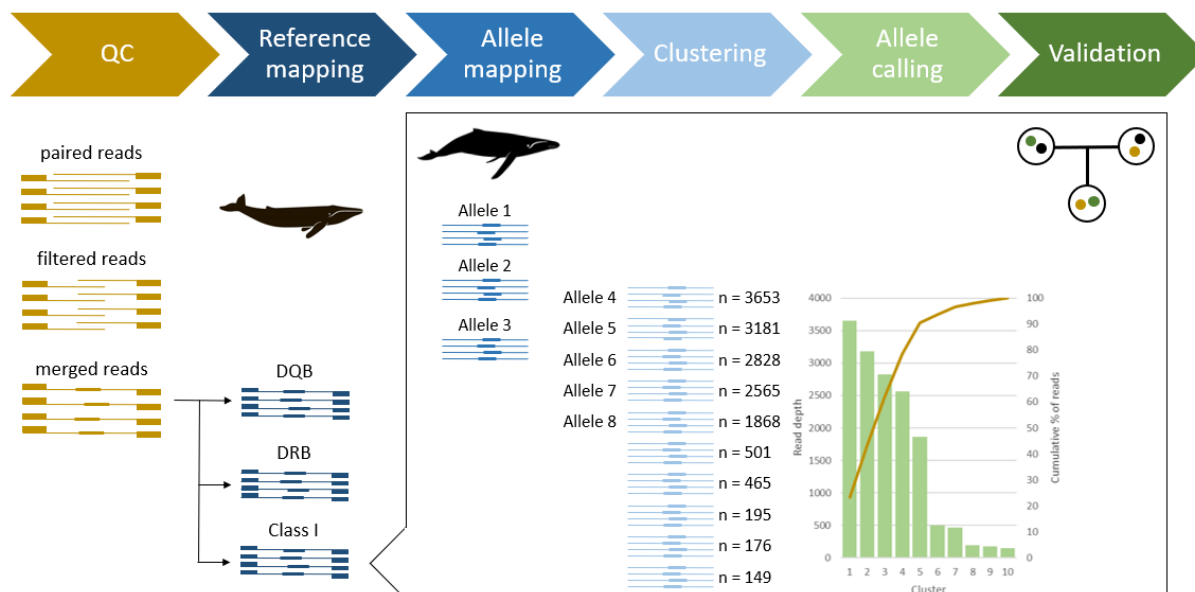 QC
Reference
mapping
Allele
mapping
Clustering
Allele
calling
Validation
paired reads
filtered reads
merged reads
DQB
DRB
Class I
Allele 1
Allele 2
Allele 3
Allele 4 n = 3653
Allele 5 n = 3181
Allele 6 n = 2828
Allele 7 n = 2565
Allele 8 n = 1868
n = 501
n = 465
n = 195
n = 176
n = 149
Read depth
4000
3500
3000
2500
2000
1500
1000
500
0
1 2 3 4 5 6 7 8 9 10
Cluster
100
90
80
70
60
50
40
30
20
10
0
Cumulative % of reads